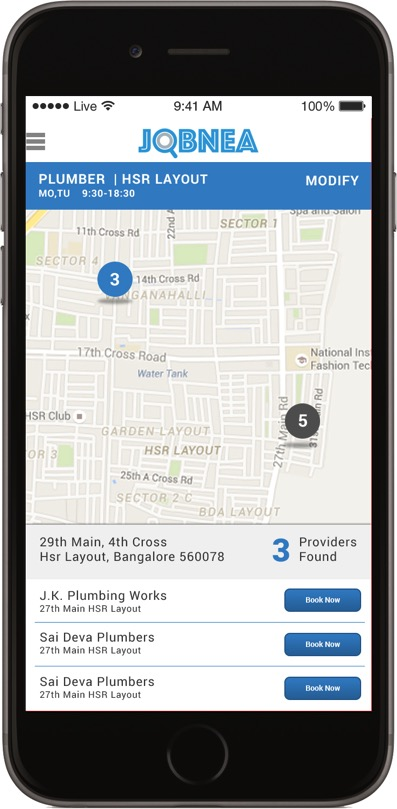 Live 9:41 AM 100%
JOBNEA
PLUMBER | HSR LAYOUT MODIFY
MO,TU 9:30-18:30
Spa and Salon
22nd A
SECTOR 1
11th Cross Rd
SECTOR 4
3
14th Cross Rd
17th Cross Road
National Ins
Fashion Tec
Water Tank
HSR Club
5
27th Main Rd
GARDEN LAYOUT
HSR LAYOUT
OR 3
25th A Cross Rd
SECTOR 2 C
BDA LAYOUT
29th Main, 4th Cross
Hsr Layout, Bangalore 560078
3 Providers
Found
J.K. Plumbing Works
27th Main HSR Layout
Book Now
Sai Deva Plumbers
27th Main HSR Layout
Book Now
Sai Deva Plumbers
27th Main HSR Layout
Book Now